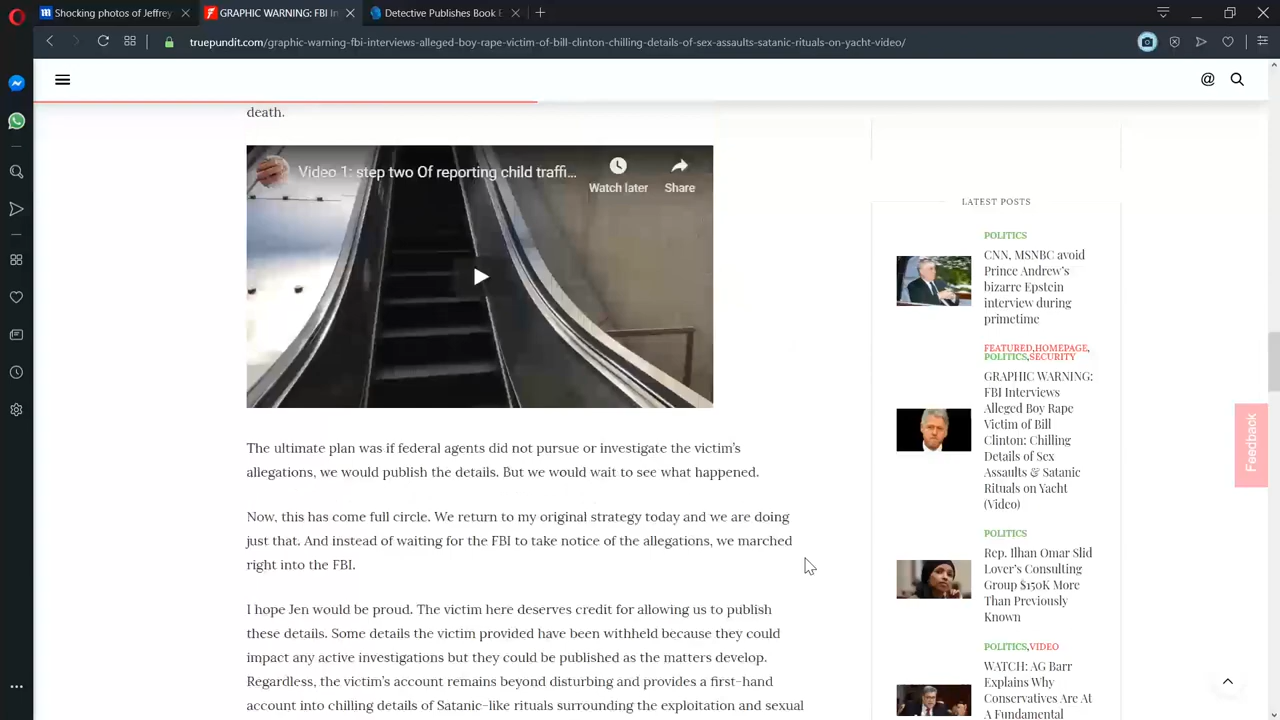 Shocking photos of Jeffrey
GRAPHIC WARNING: FBI In
Detective Publishes Book E
truepundit.com/graphic-warning-fbi-interviews-alleged-boy-rape-victim-of-bill-clinton-chilling-details-of-sex-assaults-satanic-rituals-on-yacht-video/
death.
Video 1: step two Of reporting child traffi...
Watch later
Share
The ultimate plan was if federal agents did not pursue or investigate the victim's
allegations, we would publish the details. But we would wait to see what happened.
Now, this has come full circle. We return to my original strategy today and we are doing
just that. And instead of waiting for the FBI to take notice of the allegations, we marched
right into the FBI.
I hope Jen would be proud. The victim here deserves credit for allowing us to publish
these details. Some details the victim provided have been withheld because they could
impact any active investigations but they could be published as the matters develop.
Regardless, the victim's account remains beyond disturbing and provides a first-hand
account into chilling details of Satanic-like rituals surrounding the exploitation and sexual
LATEST POSTS
POLITICS
CNN, MSNBC avoid
Prince Andrew's
bizarre Epstein
interview during
primetime
FEATURED,HOMEPAGE,
POLITICS,SECURITY
GRAPHIC WARNING:
FBI Interviews
Alleged Boy Rape
Victim of Bill
Clinton: Chilling
Details of Sex
Assaults & Satanic
Rituals on Yacht
(Video)
POLITICS
Rep. Ilhan Omar Slid
Lover's Consulting
Group $150K More
Than Previously
Known
POLITICS,VIDEO
WATCH: AG Barr
Explains Why
Conservatives Are At
A Fundamental
Feedback